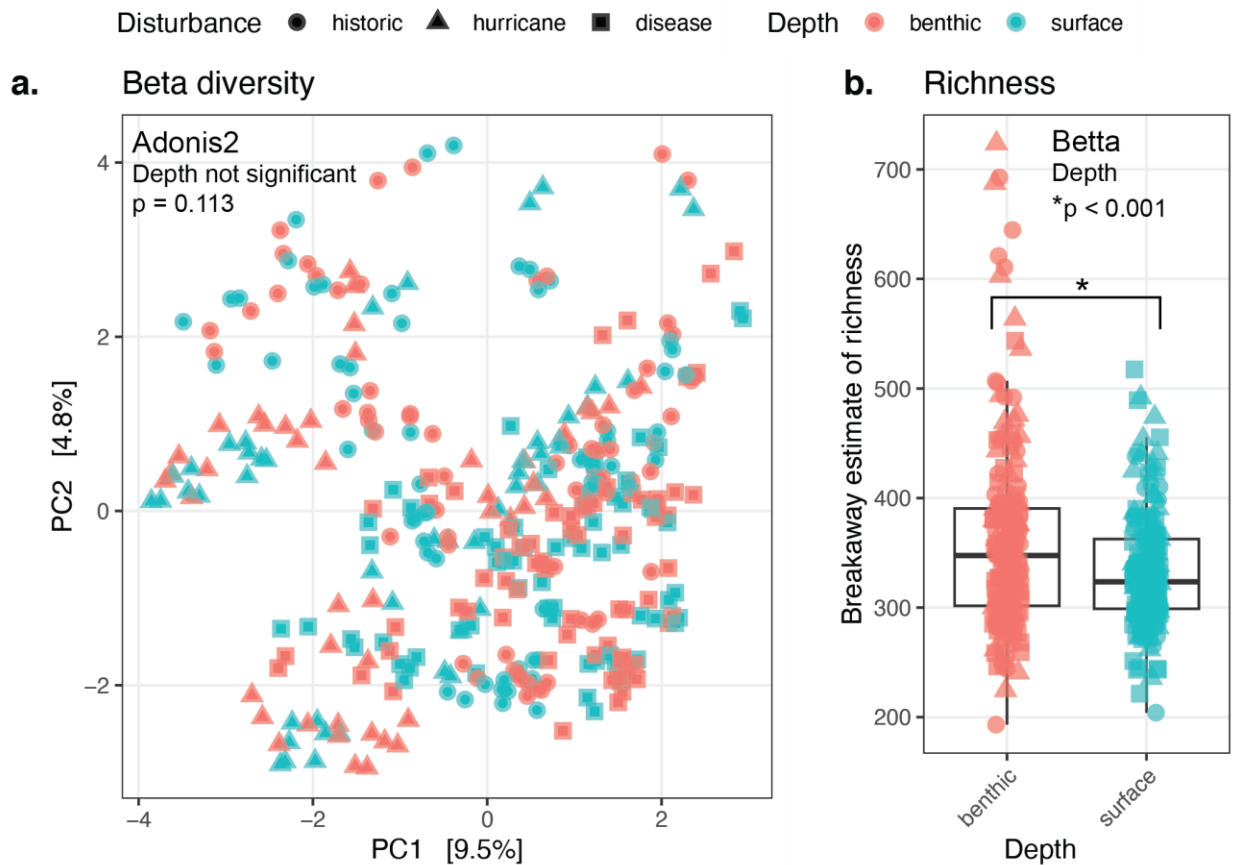 Disturbance historic hurricane disease Depth benthic surface
a. Beta diversity
Adonis2
Depth not significant
p = 0.113
4
2
0
−2
PC2 [4.8%]
−4 −2 0 2
PC1 [9.5%]
b. Richness
Betta
Depth
*p < 0.001
*
700
600
500
400
300
200
Breakaway estimate of richness
benthic surface
Depth